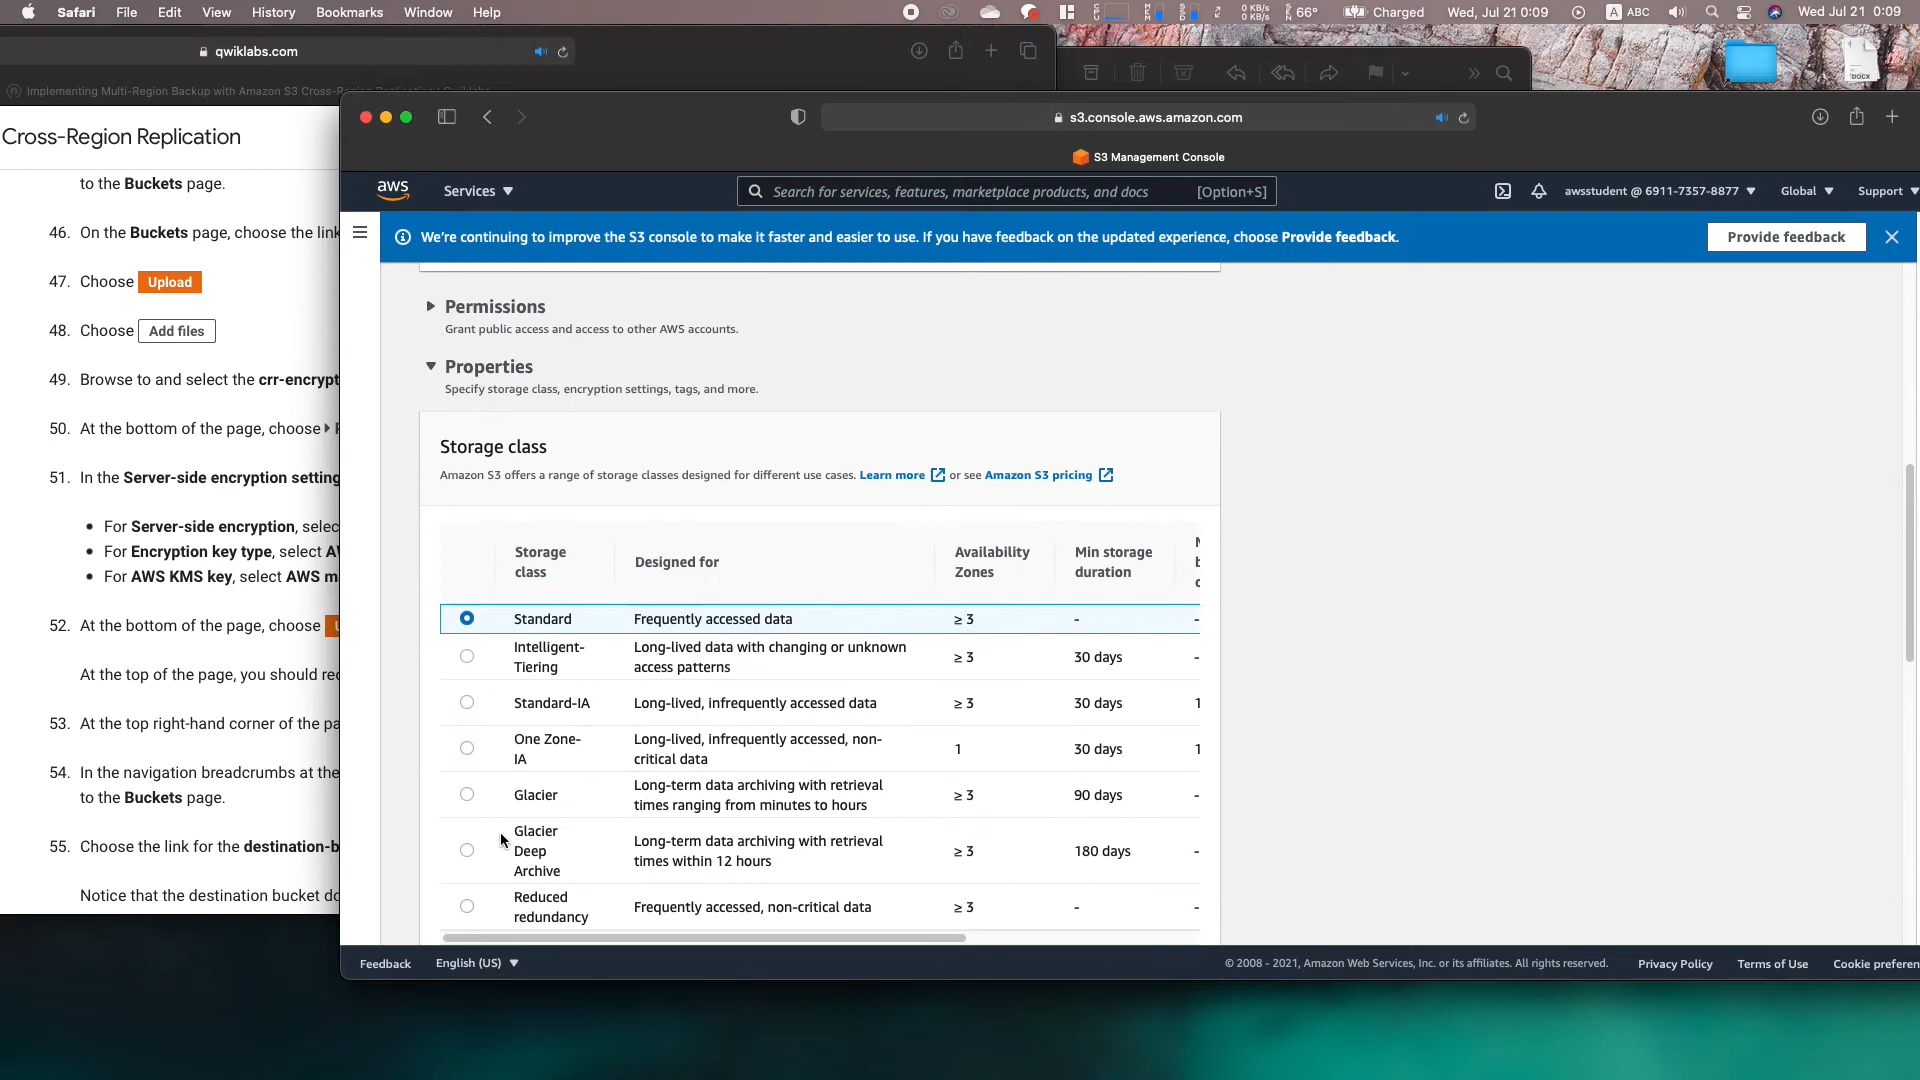 Safari File Edit View History Bookmarks Window Help
0 KB/s
0 KB/s
66° Charged Wed, Jul 21 0:09 A ABC Wed Jul 21 0:09
qwiklabs.com
Implementing Multi-Region Backup with Amazon S3 Cross-Region Replication | Qwiklabs
DOCX
Cross-Region Replication
to the Buckets page.
46. On the Buckets page, choose the link
47. Choose Upload
48. Choose Add files
49. Browse to and select the crr-encrypt
50. At the bottom of the page, choose
51. In the Server-side encryption setting
• For Server-side encryption, selec
• For Encryption key type, select AW
• For AWS KMS key, select AWS m
52. At the bottom of the page, choose U
At the top of the page, you should rec
53. At the top right-hand corner of the pa
54. In the navigation breadcrumbs at the
to the Buckets page.
55. Choose the link for the destination-b
Notice that the destination bucket do
s3.console.aws.amazon.com
S3 Management Console
aws Services Search for services, features, marketplace products, and docs [Option+S] awsstudent @ 6911-7357-8877 Global Support
We're continuing to improve the S3 console to make it faster and easier to use. If you have feedback on the updated experience, choose Provide feedback. Provide feedback
Permissions
Grant public access and access to other AWS accounts.
Properties
Specify storage class, encryption settings, tags, and more.
Storage class
Amazon S3 offers a range of storage classes designed for different use cases. Learn more or see Amazon S3 pricing
Storage class Designed for Availability Zones Min storage duration
Standard Frequently accessed data ≥ 3 - -
Intelligent-Tiering Long-lived data with changing or unknown access patterns ≥ 3 30 days -
Standard-IA Long-lived, infrequently accessed data ≥ 3 30 days 1
One Zone-IA Long-lived, infrequently accessed, non-critical data 1 30 days 1
Glacier Long-term data archiving with retrieval times ranging from minutes to hours ≥ 3 90 days -
Glacier Deep Archive Long-term data archiving with retrieval times within 12 hours ≥ 3 180 days -
Reduced redundancy Frequently accessed, non-critical data ≥ 3 - -
Feedback English (US) © 2008 - 2021, Amazon Web Services, Inc. or its affiliates. All rights reserved. Privacy Policy Terms of Use Cookie preferen